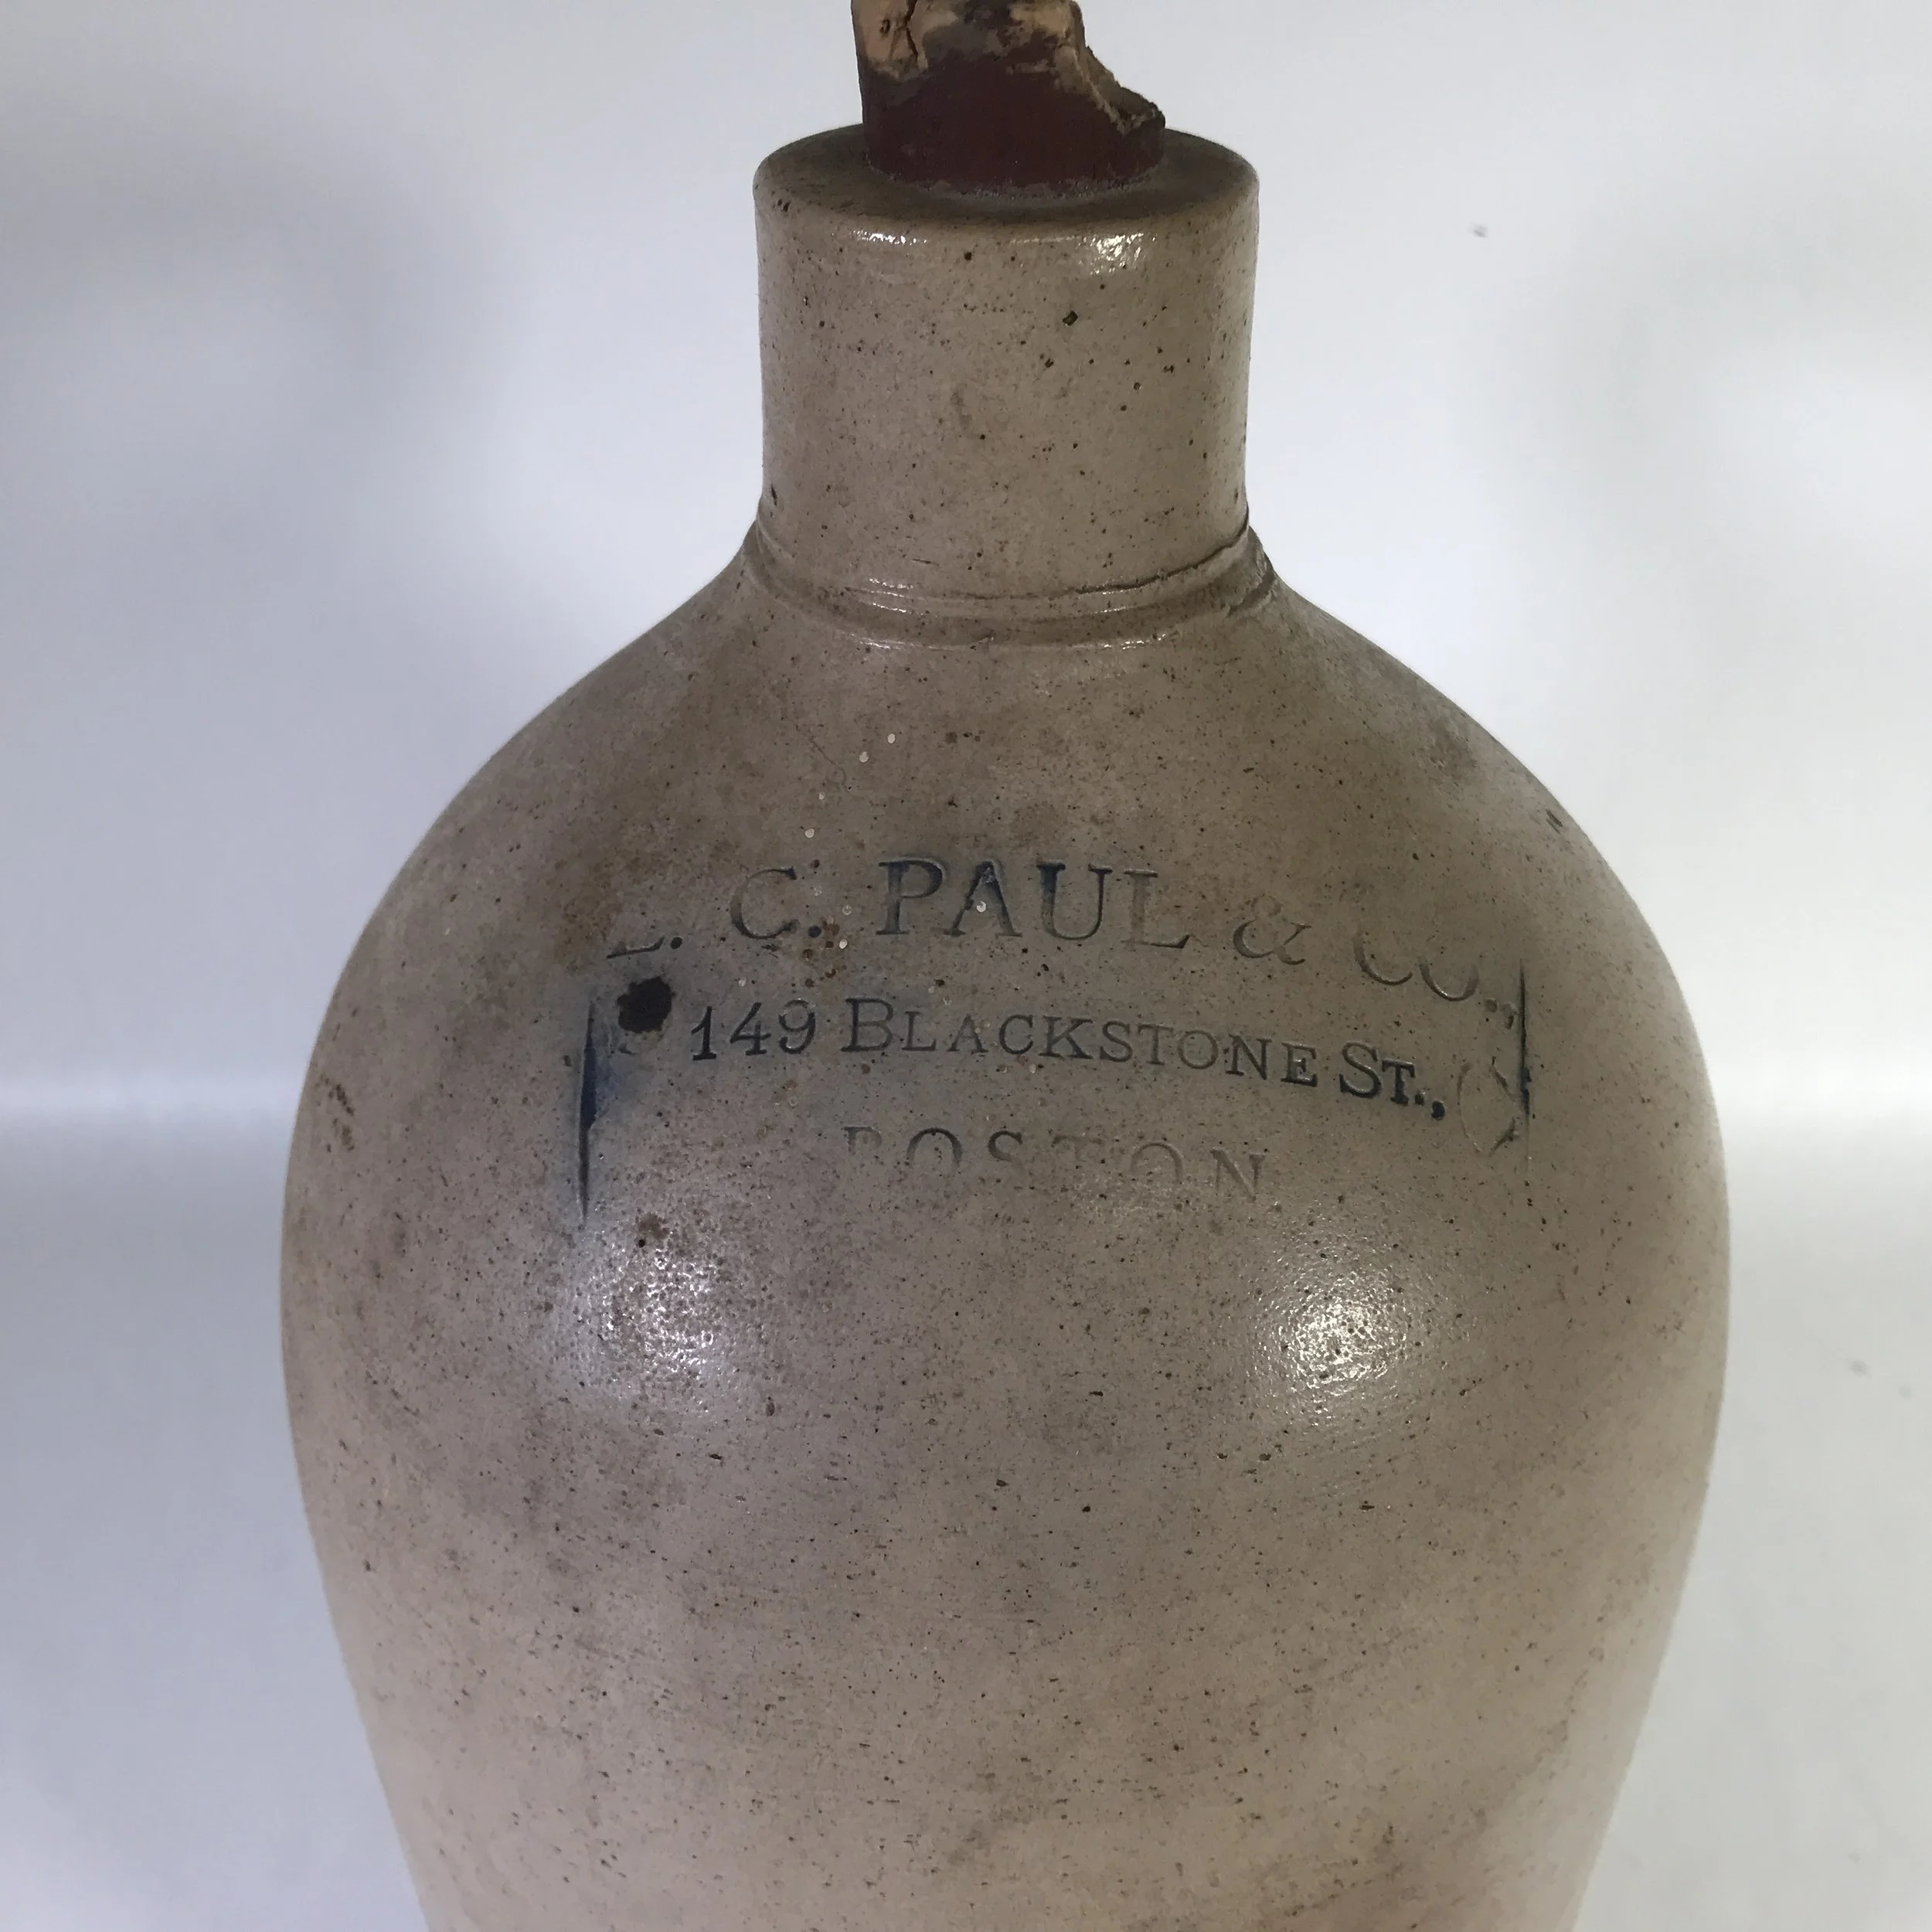 C. PAUL & CO.,
149 BLACKSTONE ST.,
BOSTON